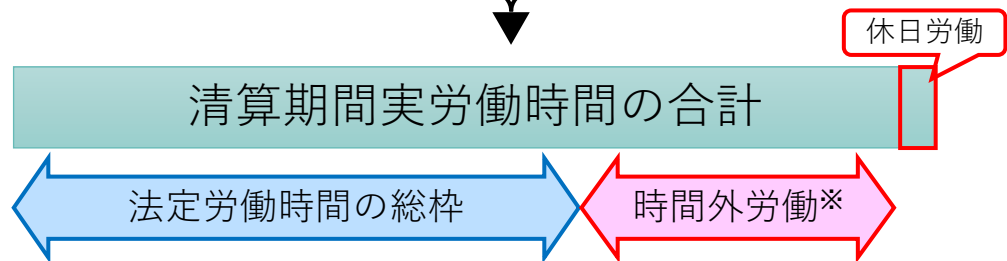 休日労働
清算期間実労働時間の合計
法定労働時間の総枠
時間外労働※